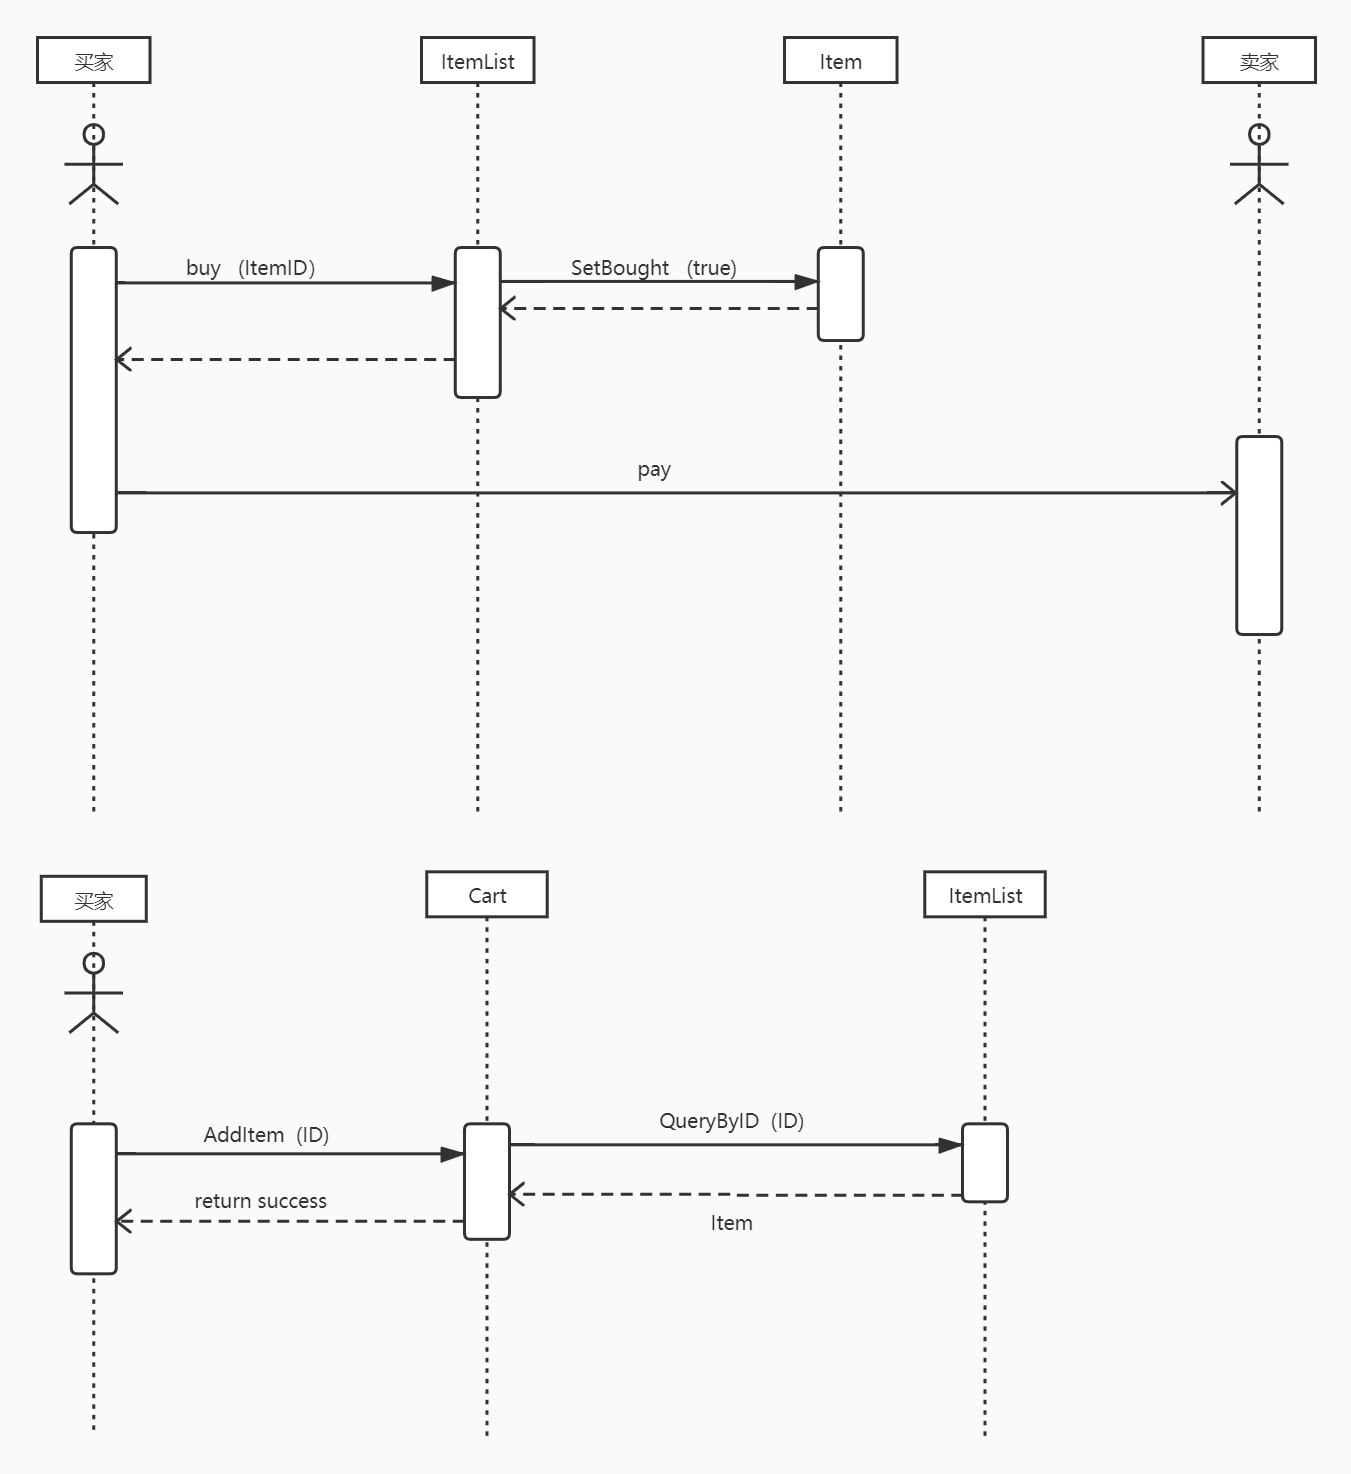 买家
ItemList
Item
卖家
buy (ItemID)
SetBought (true)
pay
买家
Cart
ItemList
AddItem (ID)
QueryByID (ID)
return success
Item